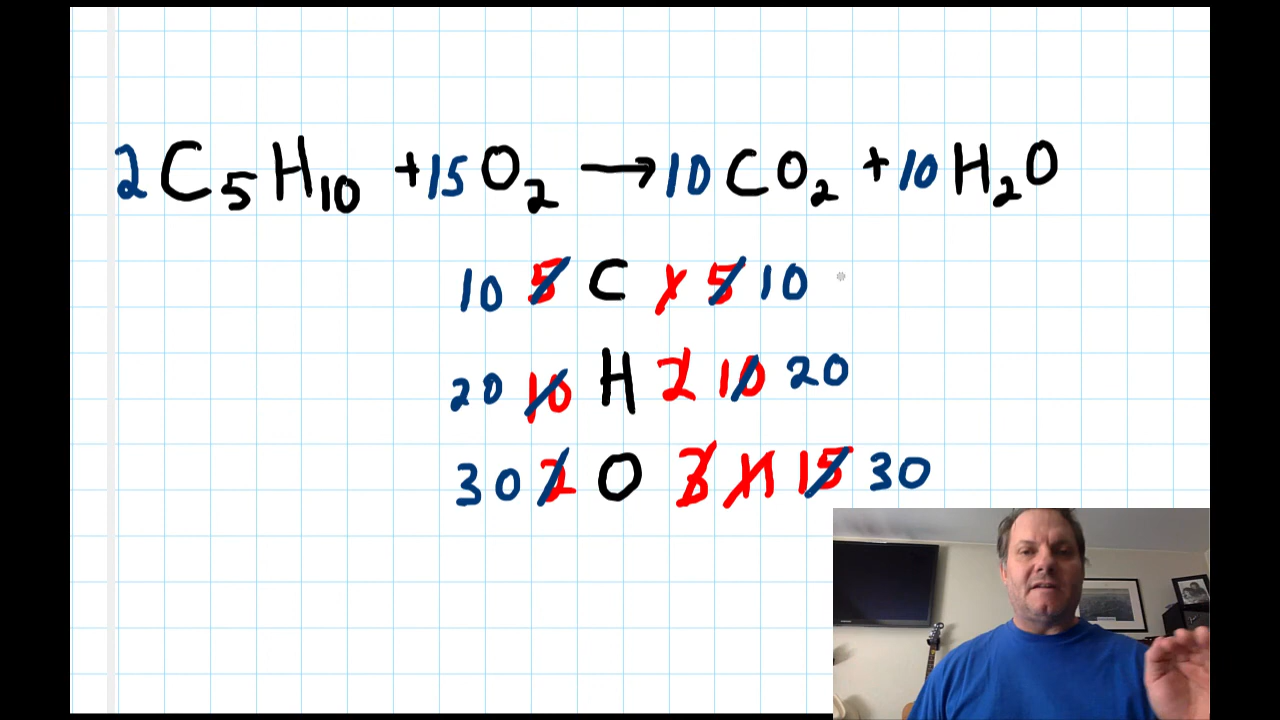 2C₅H₁₀ + 15O₂ → 10CO₂ + 10H₂O
10 5 C 1 5 10
20 10 H 2 10 20
30 2 O 3 11 15 30